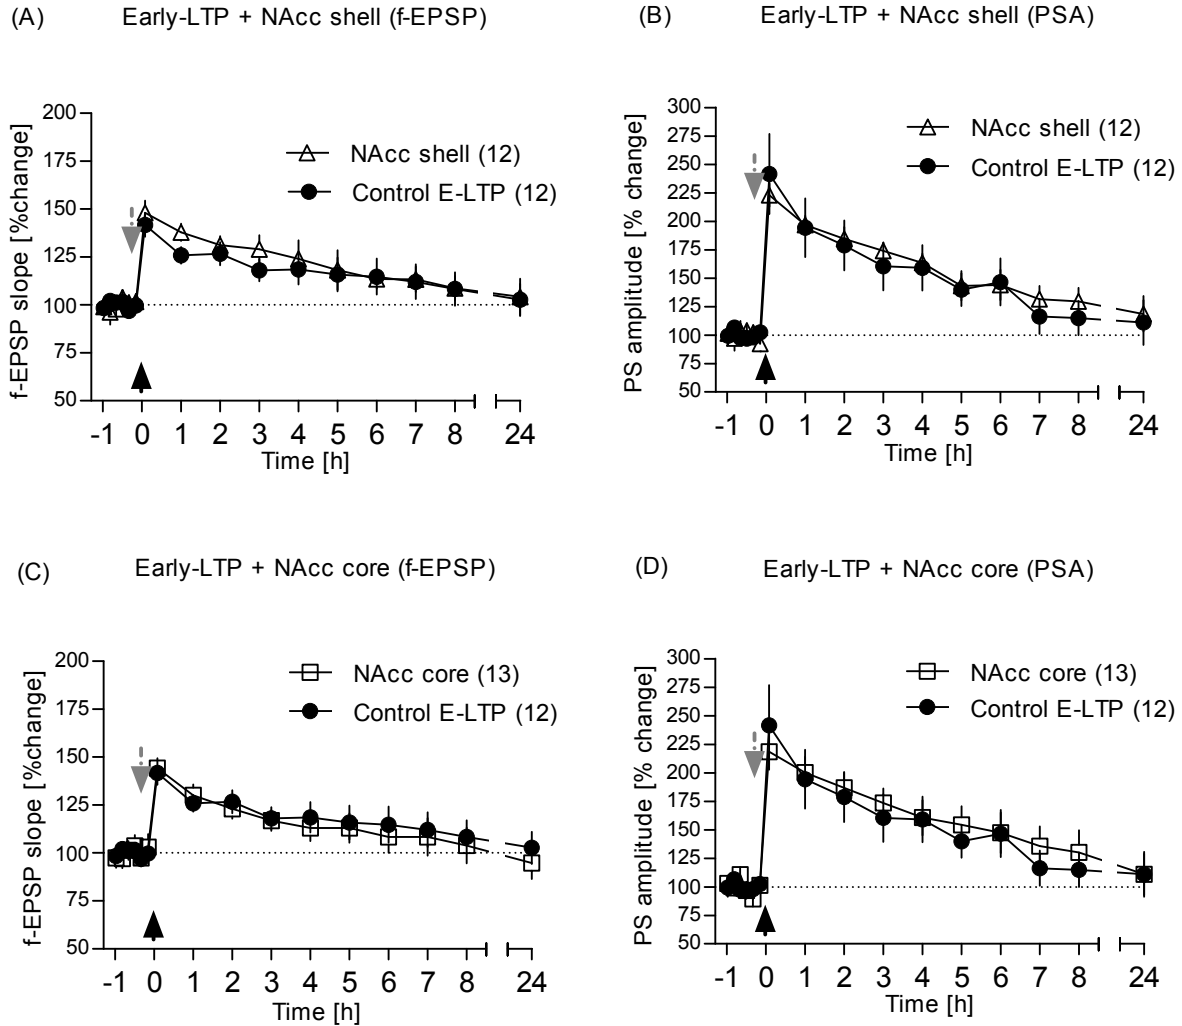 (A) Early-LTP + NAcc shell (f-EPSP)
f-EPSP slope [%change]
200
175
150
125
100
75
50
NAcc shell (12)
Control E-LTP (12)
-1 0 1 2 3 4 5 6 7 8 24
Time [h]
(B) Early-LTP + NAcc shell (PSA)
PS amplitude [% change]
300
275
250
225
200
175
150
125
100
75
50
NAcc shell (12)
Control E-LTP (12)
-1 0 1 2 3 4 5 6 7 8 24
Time [h]
(C) Early-LTP + NAcc core (f-EPSP)
f-EPSP slope [%change]
200
175
150
125
100
75
50
NAcc core (13)
Control E-LTP (12)
-1 0 1 2 3 4 5 6 7 8 24
Time [h]
(D) Early-LTP + NAcc core (PSA)
PS amplitude [% change]
300
275
250
225
200
175
150
125
100
75
50
NAcc core (13)
Control E-LTP (12)
-1 0 1 2 3 4 5 6 7 8 24
Time [h]